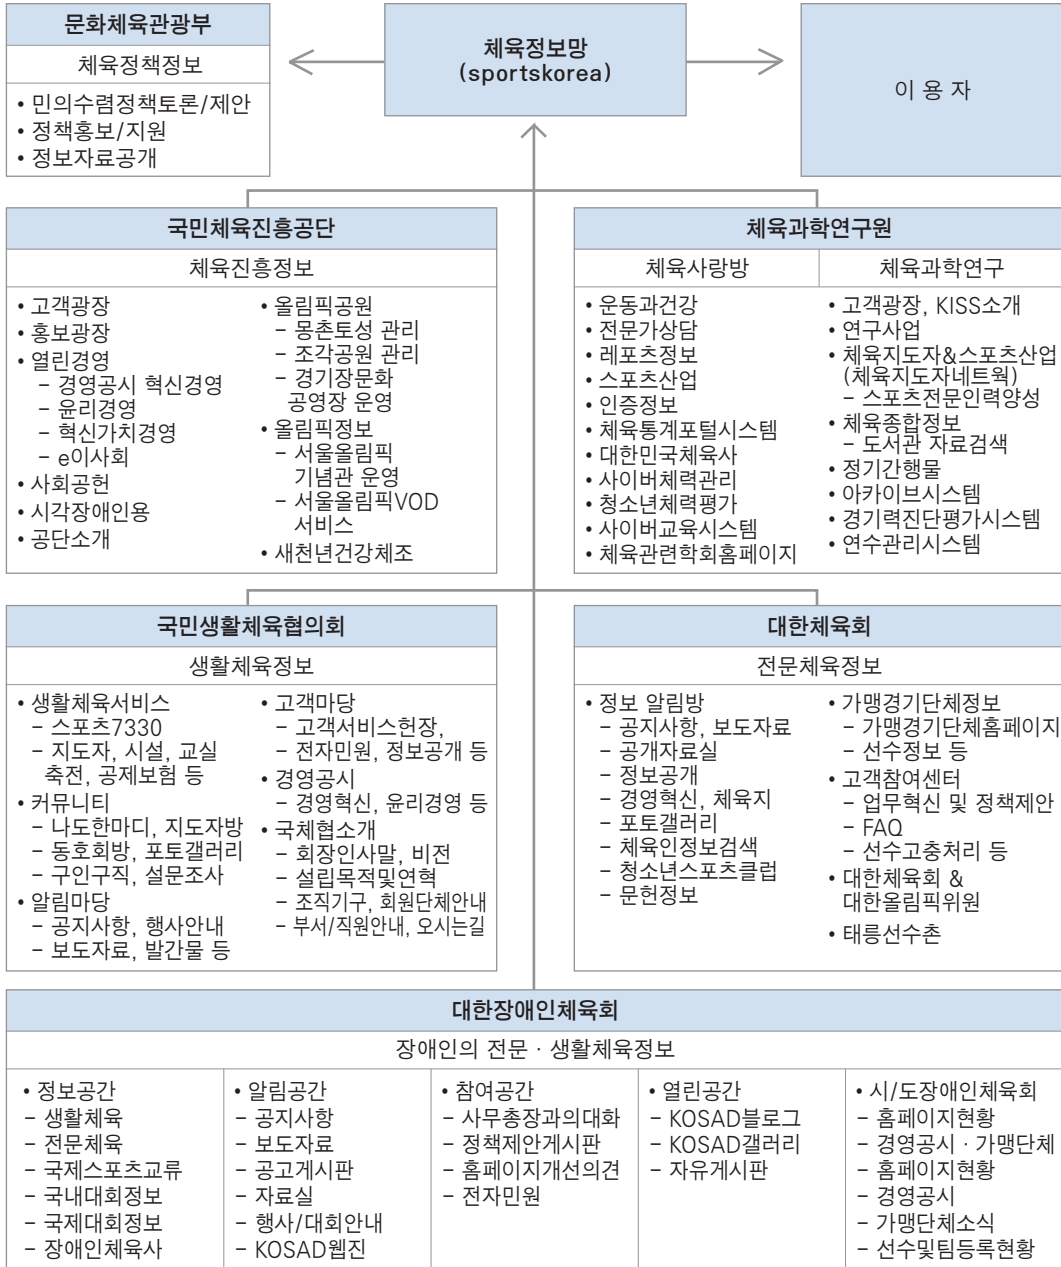 문화체육관광부
체육정책정보
• 민의수렴정책토론/제안
• 정책홍보/지원
• 정보자료공개
체육정보망
(sportskorea)
이 용 자
국민체육진흥공단
체육진흥정보
• 고객광장
• 홍보광장
• 열린경영
– 경영공시 혁신경영
– 윤리경영
– 혁신가치경영
– e이사회
• 사회공헌
• 시각장애인용
• 공단소개
• 올림픽공원
– 몽촌토성 관리
– 조각공원 관리
– 경기장문화
공영장 운영
• 올림픽정보
– 서울올림픽
기념관 운영
– 서울올림픽VOD
서비스
• 새천년건강체조
체육과학연구원
체육사랑방
• 운동과건강
• 전문가상담
• 레포츠정보
• 스포츠산업
• 인증정보
• 체육통계포털시스템
• 대한민국체육사
• 사이버체력관리
• 청소년체력평가
• 사이버교육시스템
• 체육관련학회홈페이지
체육과학연구
• 고객광장, KISS소개
• 연구사업
• 체육지도자&스포츠산업
(체육지도자네트웍)
– 스포츠전문인력양성
• 체육종합정보
– 도서관 자료검색
• 정기간행물
• 아카이브시스템
• 경기력진단평가시스템
• 연수관리시스템
국민생활체육협의회
생활체육정보
• 생활체육서비스
– 스포츠7330
– 지도자, 시설, 교실
축전, 공제보험 등
• 커뮤니티
– 나도한마디, 지도자방
– 동호회방, 포토갤러리
– 구인구직, 설문조사
• 알림마당
– 공지사항, 행사안내
– 보도자료, 발간물 등
• 고객마당
– 고객서비스헌장,
– 전자민원, 정보공개 등
• 경영공시
– 경영혁신, 윤리경영 등
• 국체협소개
– 회장인사말, 비전
– 설립목적및연혁
– 조직기구, 회원단체안내
– 부서/직원안내, 오시는길
대한체육회
전문체육정보
• 정보 알림방
– 공지사항, 보도자료
– 공개자료실
– 정보공개
– 경영혁신, 체육지
– 포토갤러리
– 체육인정보검색
– 청소년스포츠클럽
– 문헌정보
• 가맹경기단체정보
– 가맹경기단체홈페이지
– 선수정보 등
• 고객참여센터
– 업무혁신 및 정책제안
– FAQ
– 선수고충처리 등
• 대한체육회 &
대한올림픽위원
• 태릉선수촌
대한장애인체육회
장애인의 전문 · 생활체육정보
• 정보공간
– 생활체육
– 전문체육
– 국제스포츠교류
– 국내대회정보
– 국제대회정보
– 장애인체육사
• 알림공간
– 공지사항
– 보도자료
– 공고게시판
– 자료실
– 행사/대회안내
– KOSAD웹진
• 참여공간
– 사무총장과의대화
– 정책제안게시판
– 홈페이지개선의견
– 전자민원
• 열린공간
– KOSAD블로그
– KOSAD갤러리
– 자유게시판
• 시/도장애인체육회
– 홈페이지현황
– 경영공시 · 가맹단체
– 홈페이지현황
– 경영공시
– 가맹단체소식
– 선수및팀등록현황